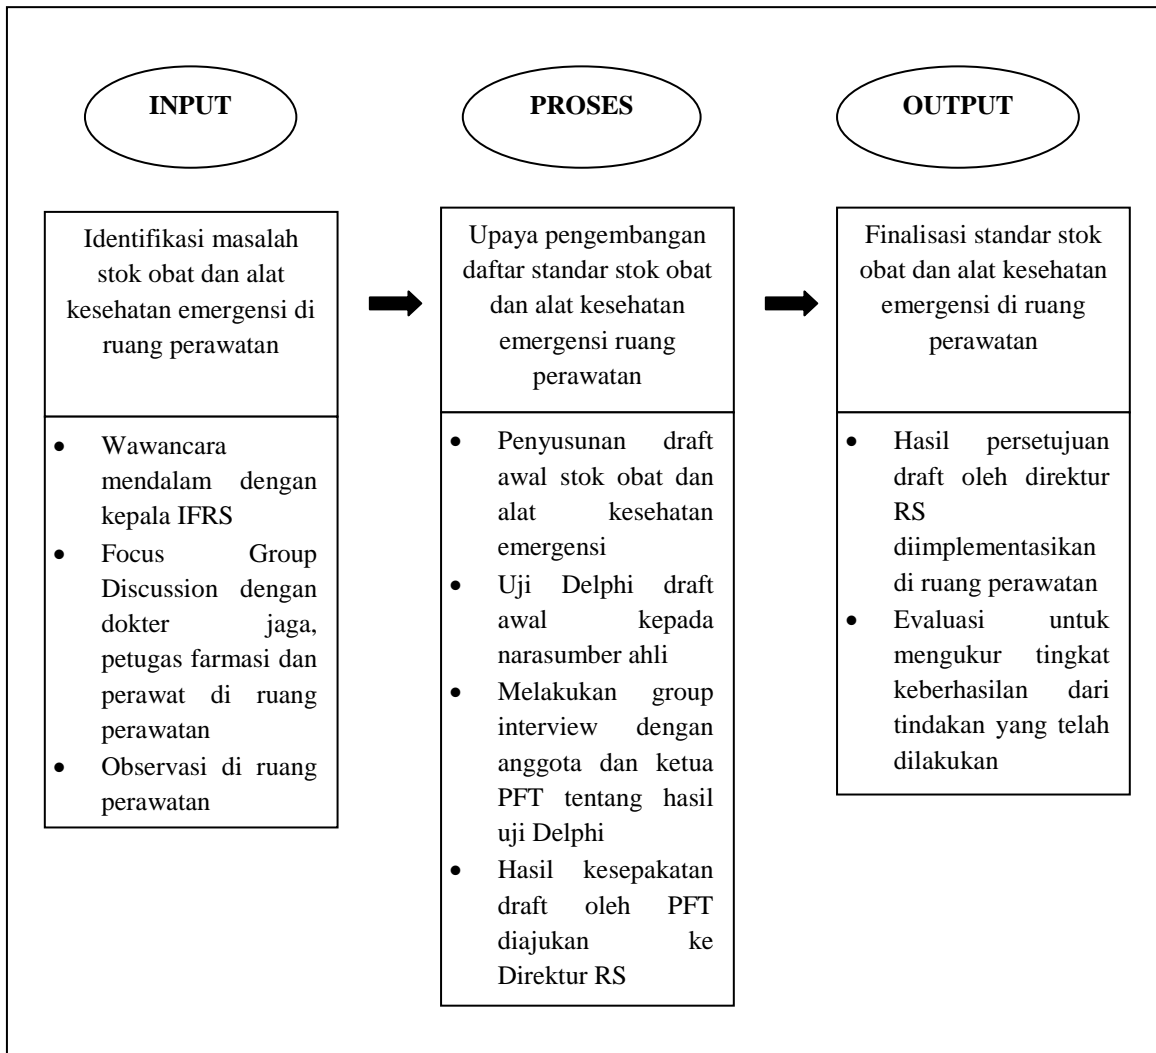 INPUT
PROSES
OUTPUT
Identifikasi masalah
stok obat dan alat
kesehatan emergensi di
ruang perawatan
Upaya pengembangan
daftar standar stok obat
dan alat kesehatan
emergensi ruang
perawatan
Finalisasi standar stok
obat dan alat kesehatan
emergensi di ruang
perawatan
• Wawancara
mendalam dengan
kepala IFRS
• Focus Group
Discussion dengan
dokter jaga,
petugas farmasi dan
perawat di ruang
perawatan
• Observasi di ruang
perawatan
• Penyusunan draft
awal stok obat dan
alat kesehatan
emergensi
• Uji Delphi draft
awal kepada
narasumber ahli
• Melakukan group
interview dengan
anggota dan ketua
PFT tentang hasil
uji Delphi
• Hasil kesepakatan
draft oleh PFT
diajukan ke
Direktur RS
• Hasil persetujuan
draft oleh direktur
RS
diimplementasikan
di ruang perawatan
• Evaluasi untuk
mengukur tingkat
keberhasilan dari
tindakan yang telah
dilakukan